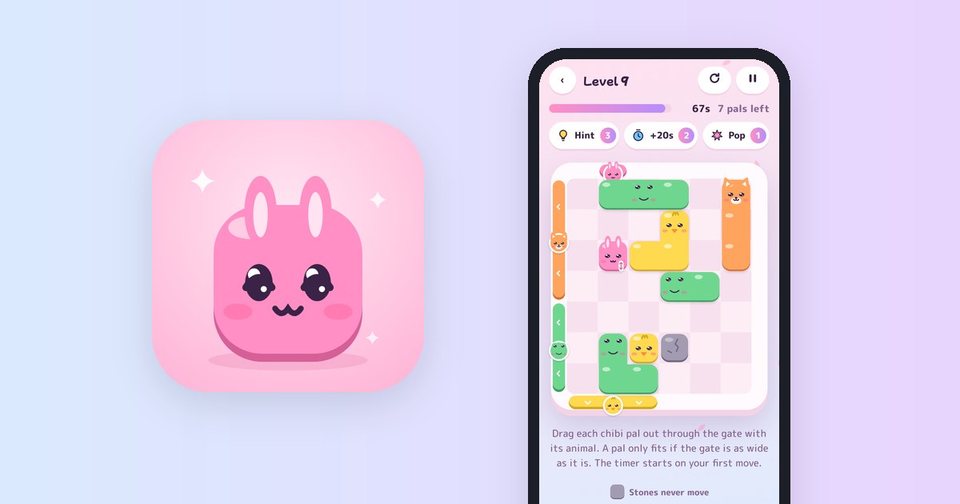 Level 9
67s 7 pals left
Hint 3 +20s 2 Pop 1
Drag each chibi pal out through the gate with
its animal. A pal only fits if the gate is as wide
as it is. The timer starts on your first move.
Stones never move